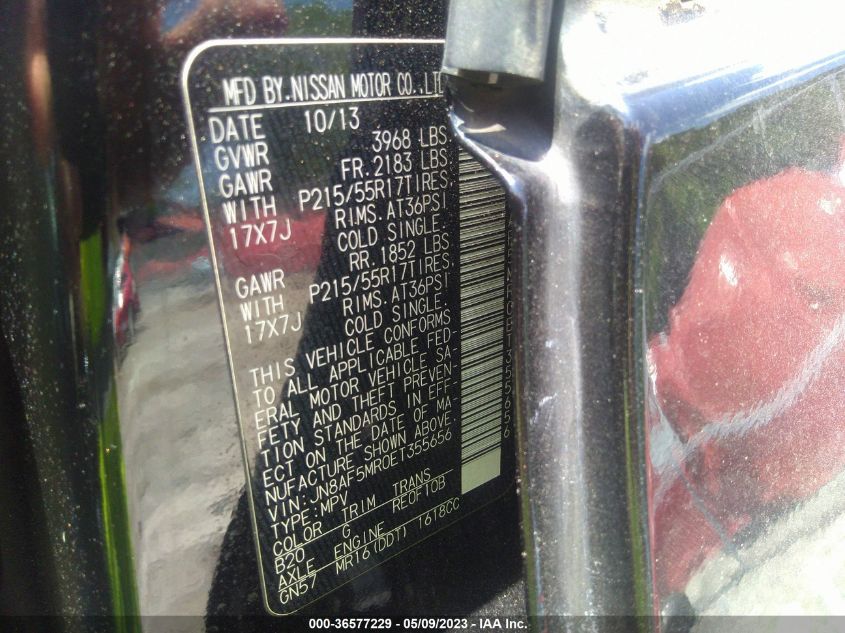 MFD BY.NISSAN MOTOR CO.,LTD
DATE 10/13
GVWR 3968 LBS
GAWR FR.2183 LBS
WITH P215/55R17TIRES,
17X7J RIMS.AT36PSI
COLD SINGLE.
GAWR RR.1852 LBS
WITH P215/55R17TIRES,
17X7J RIMS.AT36PSI
COLD SINGLE.
THIS VEHICLE CONFORMS
TO ALL APPLICABLE FED-
ERAL MOTOR VEHICLE SA-
FETY AND THEFT PREVEN-
TION STANDARDS IN EFF-
ECT ON THE DATE OF MA-
NUFACTURE SHOWN ABOVE.
VIN:JN8AF5MR0ET355656
TYPE:MPV
COLOR TRIM TRANS
B20 G RE0F10B
AXLE ENGINE
GN57 MR16(DDT) 1618CC
000-36577229 - 05/09/2023 - IAA Inc.